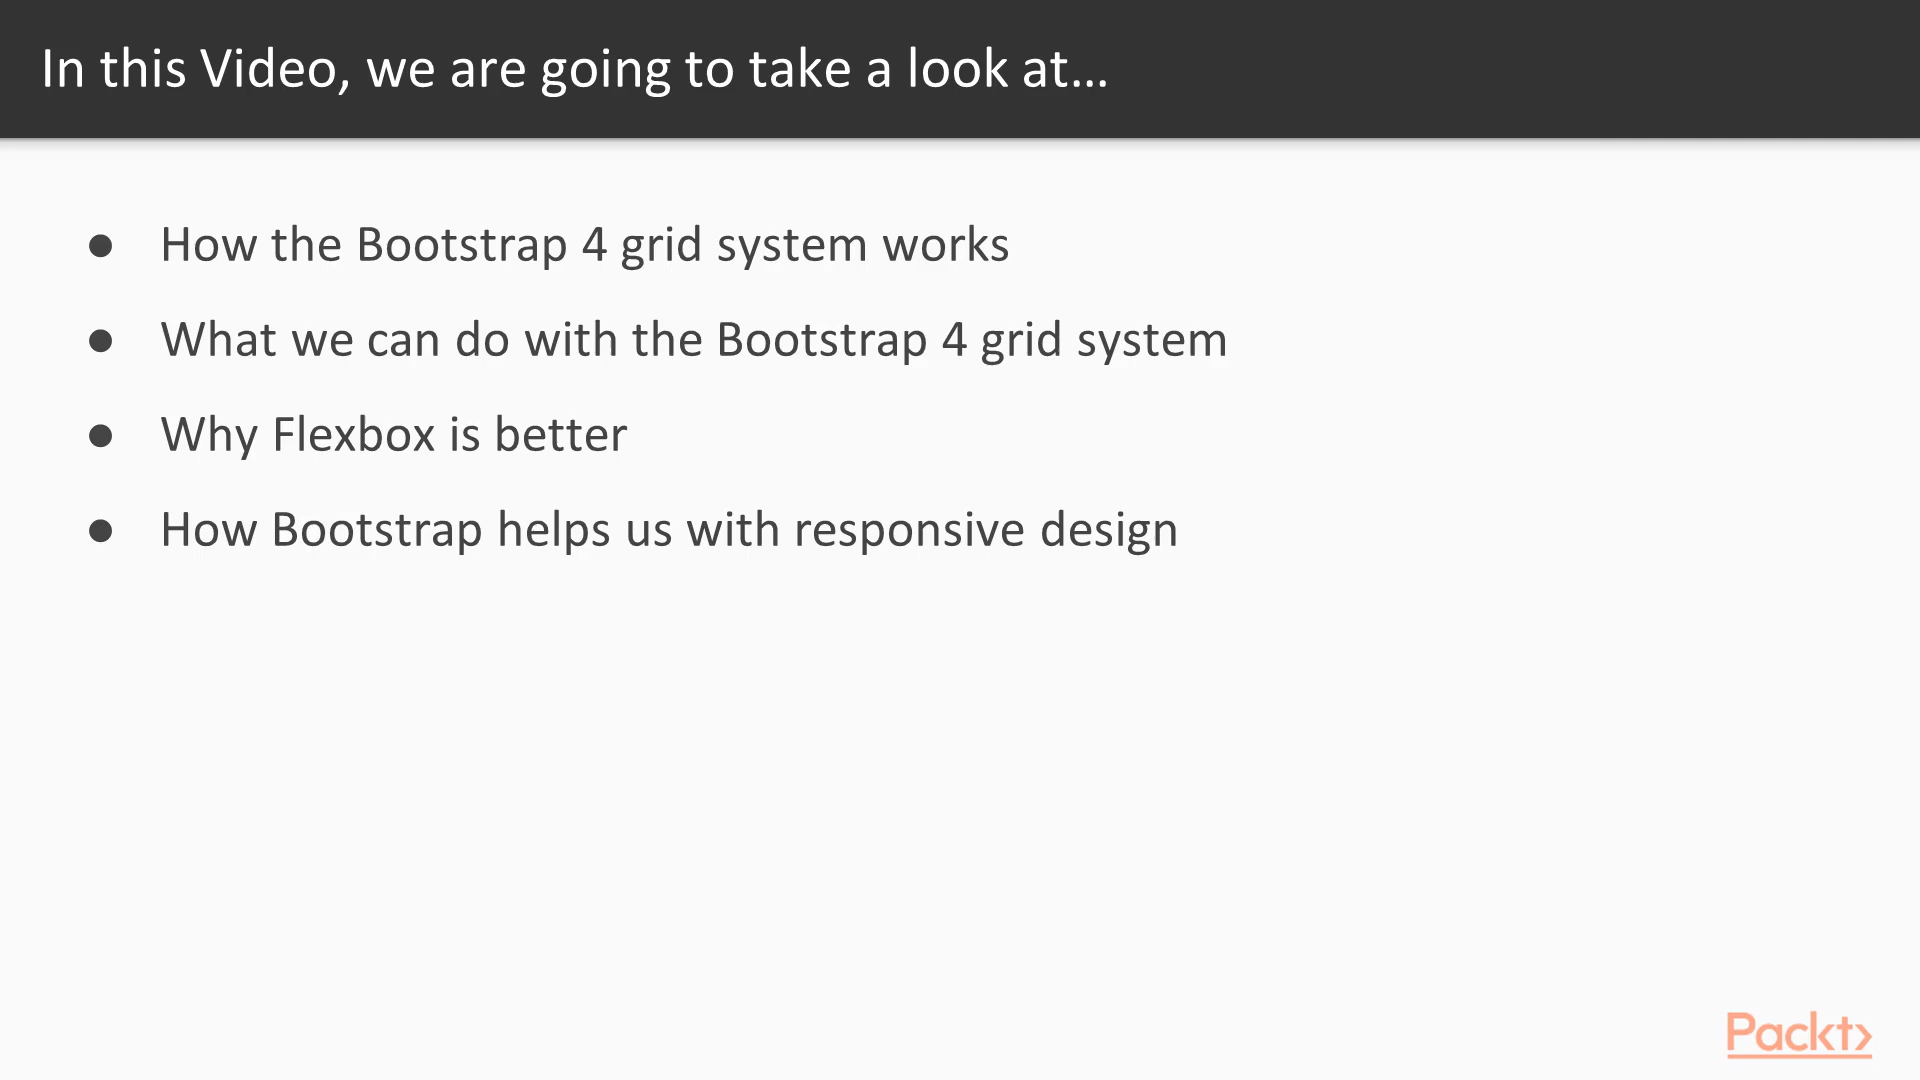 In this Video, we are going to take a look at...
● How the Bootstrap 4 grid system works
● What we can do with the Bootstrap 4 grid system
● Why Flexbox is better
● How Bootstrap helps us with responsive design
Packt>